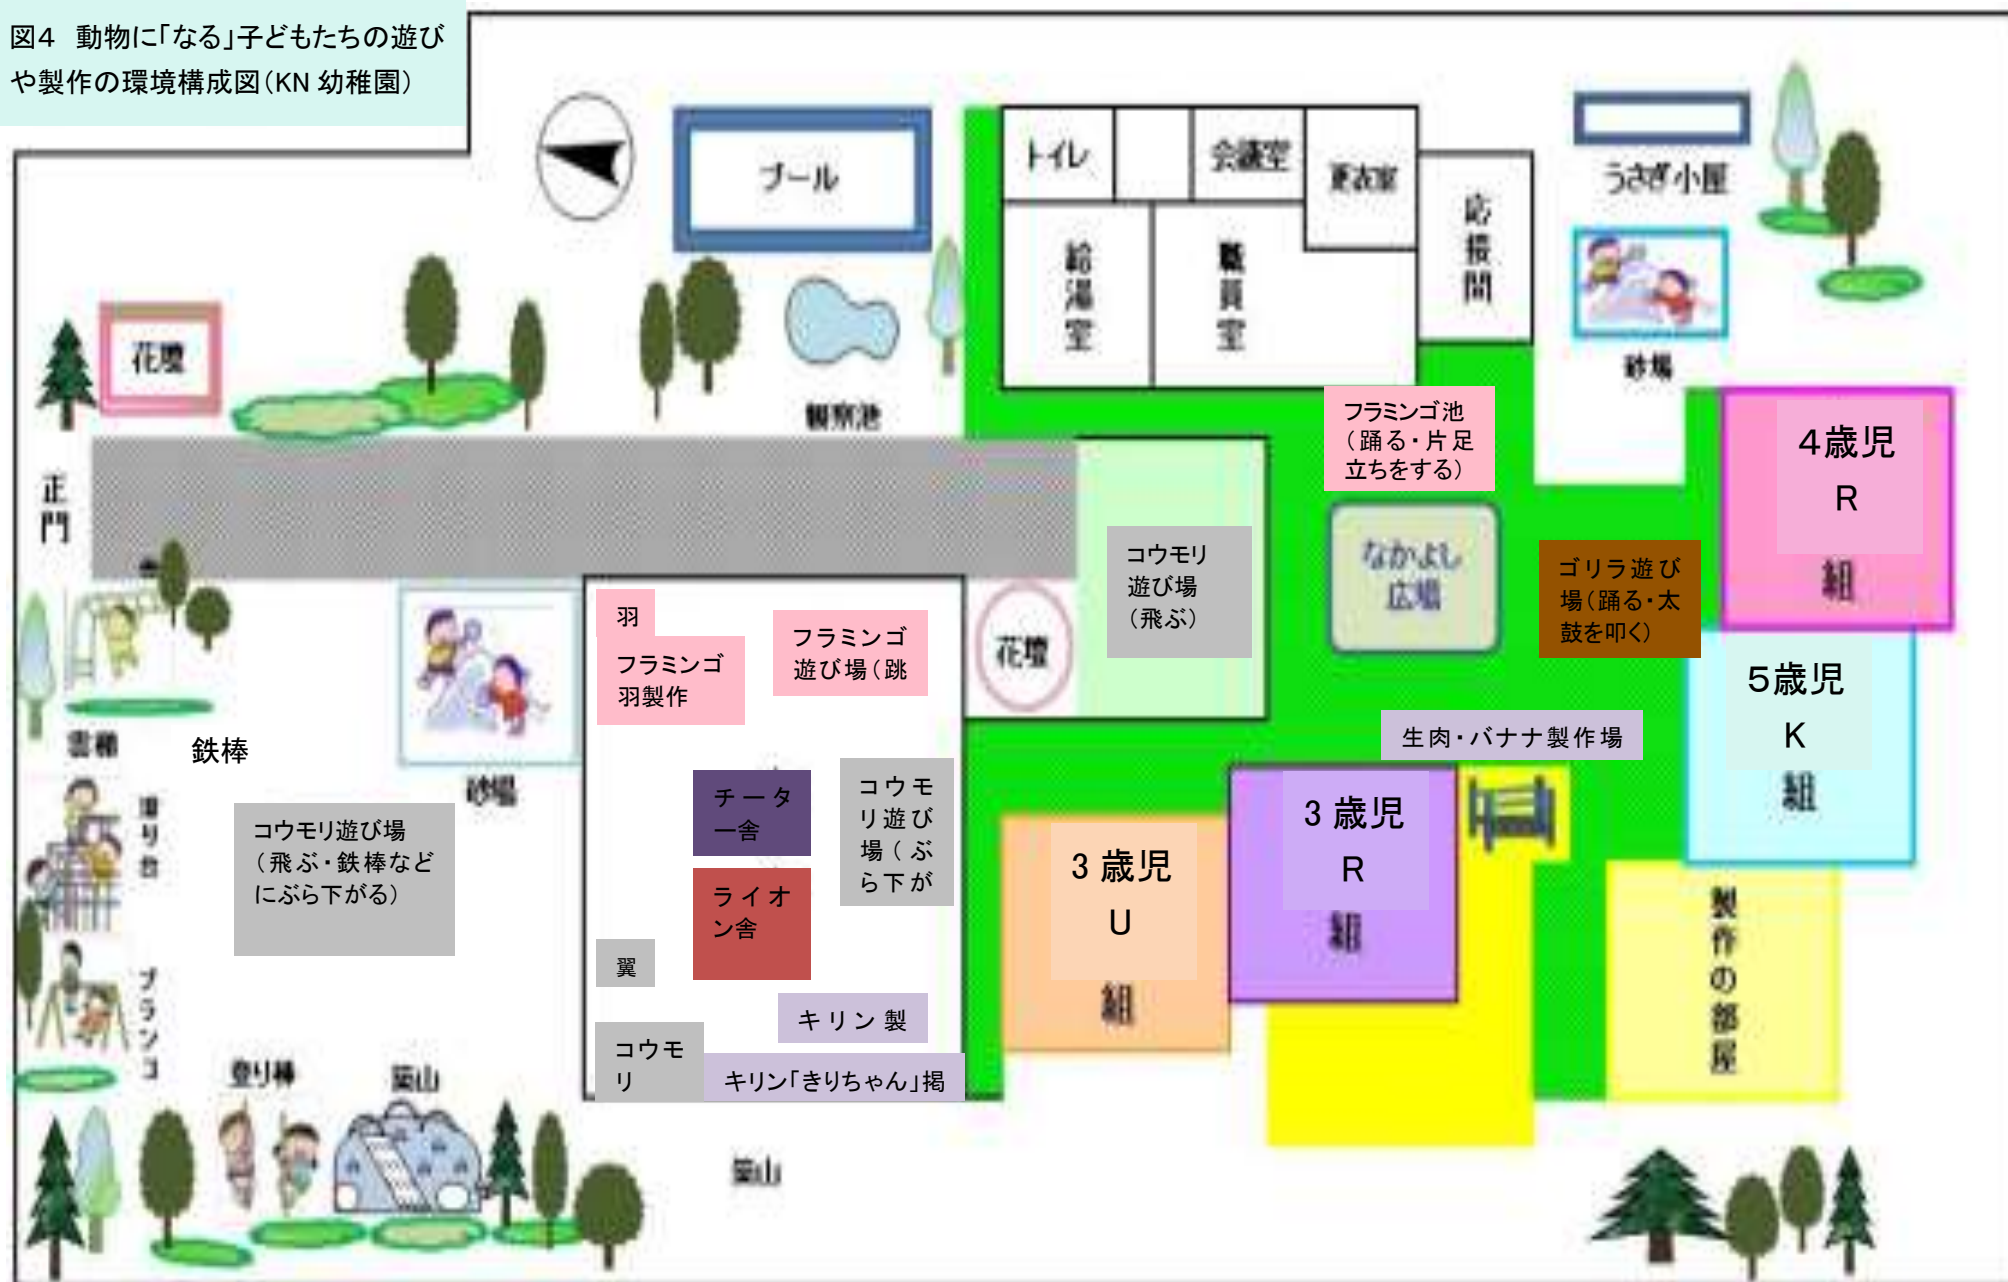 図4 動物に「なる」子どもたちの遊び
や製作の環境構成図(KN 幼稚園)
プール
トイレ
会議室
更衣室
応接間
給湯室
職員室
うさぎ小屋
砂場
花壇
観察池
正門
フラミンゴ池
(踊る・片足
立ちをする)
4歳児
R
組
コウモリ
遊び場
(飛ぶ)
なかよし
広場
ゴリラ遊び
場(踊る・太
鼓を叩く)
羽
フラミンゴ
羽製作
フラミンゴ
遊び場(跳
花壇
5歳児
K
組
雲梯
鉄棒
砂場
生肉・バナナ製作場
滑り台
コウモリ遊び場
(飛ぶ・鉄棒など
にぶら下がる)
チータ
ー舎
コウモ
リ遊び
場(ぶ
ら下が
ライオ
ン舎
3歳児
U
組
3歳児
R
組
製作の部屋
翼
ブランコ
キリン製
コウモ
リ
キリン「きりちゃん」掲
登り棒
築山
築山